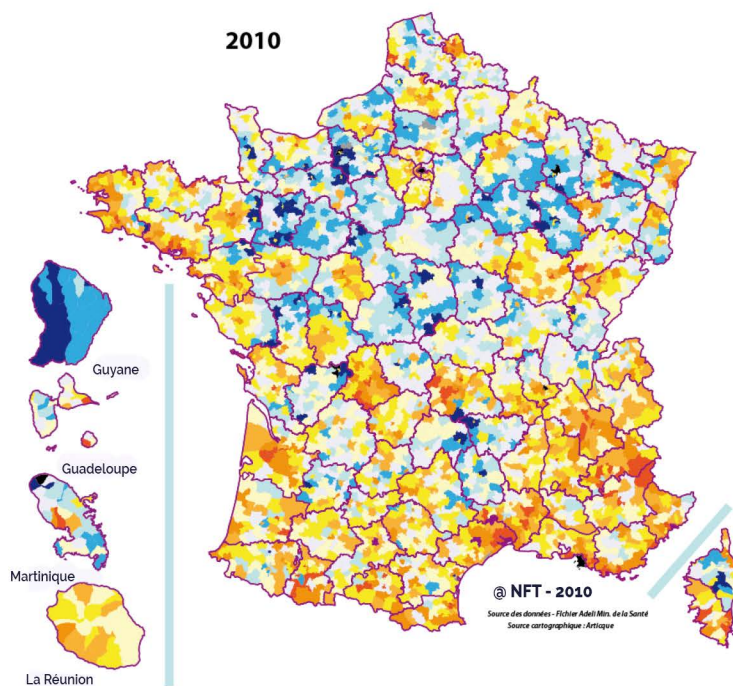 2010
Guyane
Guadeloupe
Martinique
La Réunion
@ NFT - 2010
Source des données - Fichier Adeli Min. de la Santé
Source cartographique : Articque